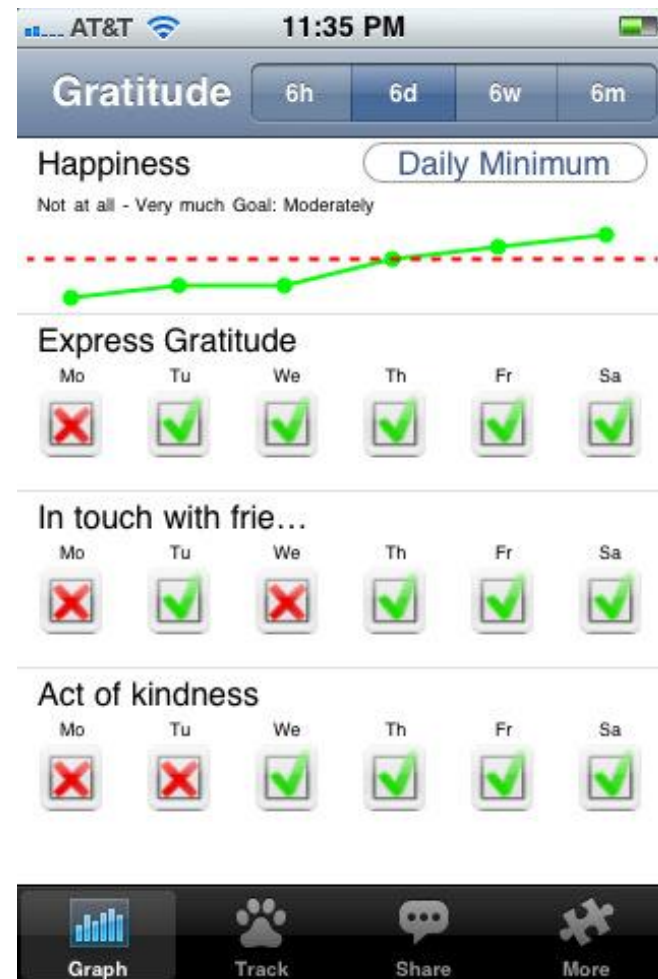 AT&T 11:35 PM
Gratitude 6h 6d 6w 6m
Happiness Daily Minimum
Not at all - Very much Goal: Moderately
Express Gratitude
Mo Tu We Th Fr Sa
In touch with frie…
Mo Tu We Th Fr Sa
Act of kindness
Mo Tu We Th Fr Sa
Graph Track Share More